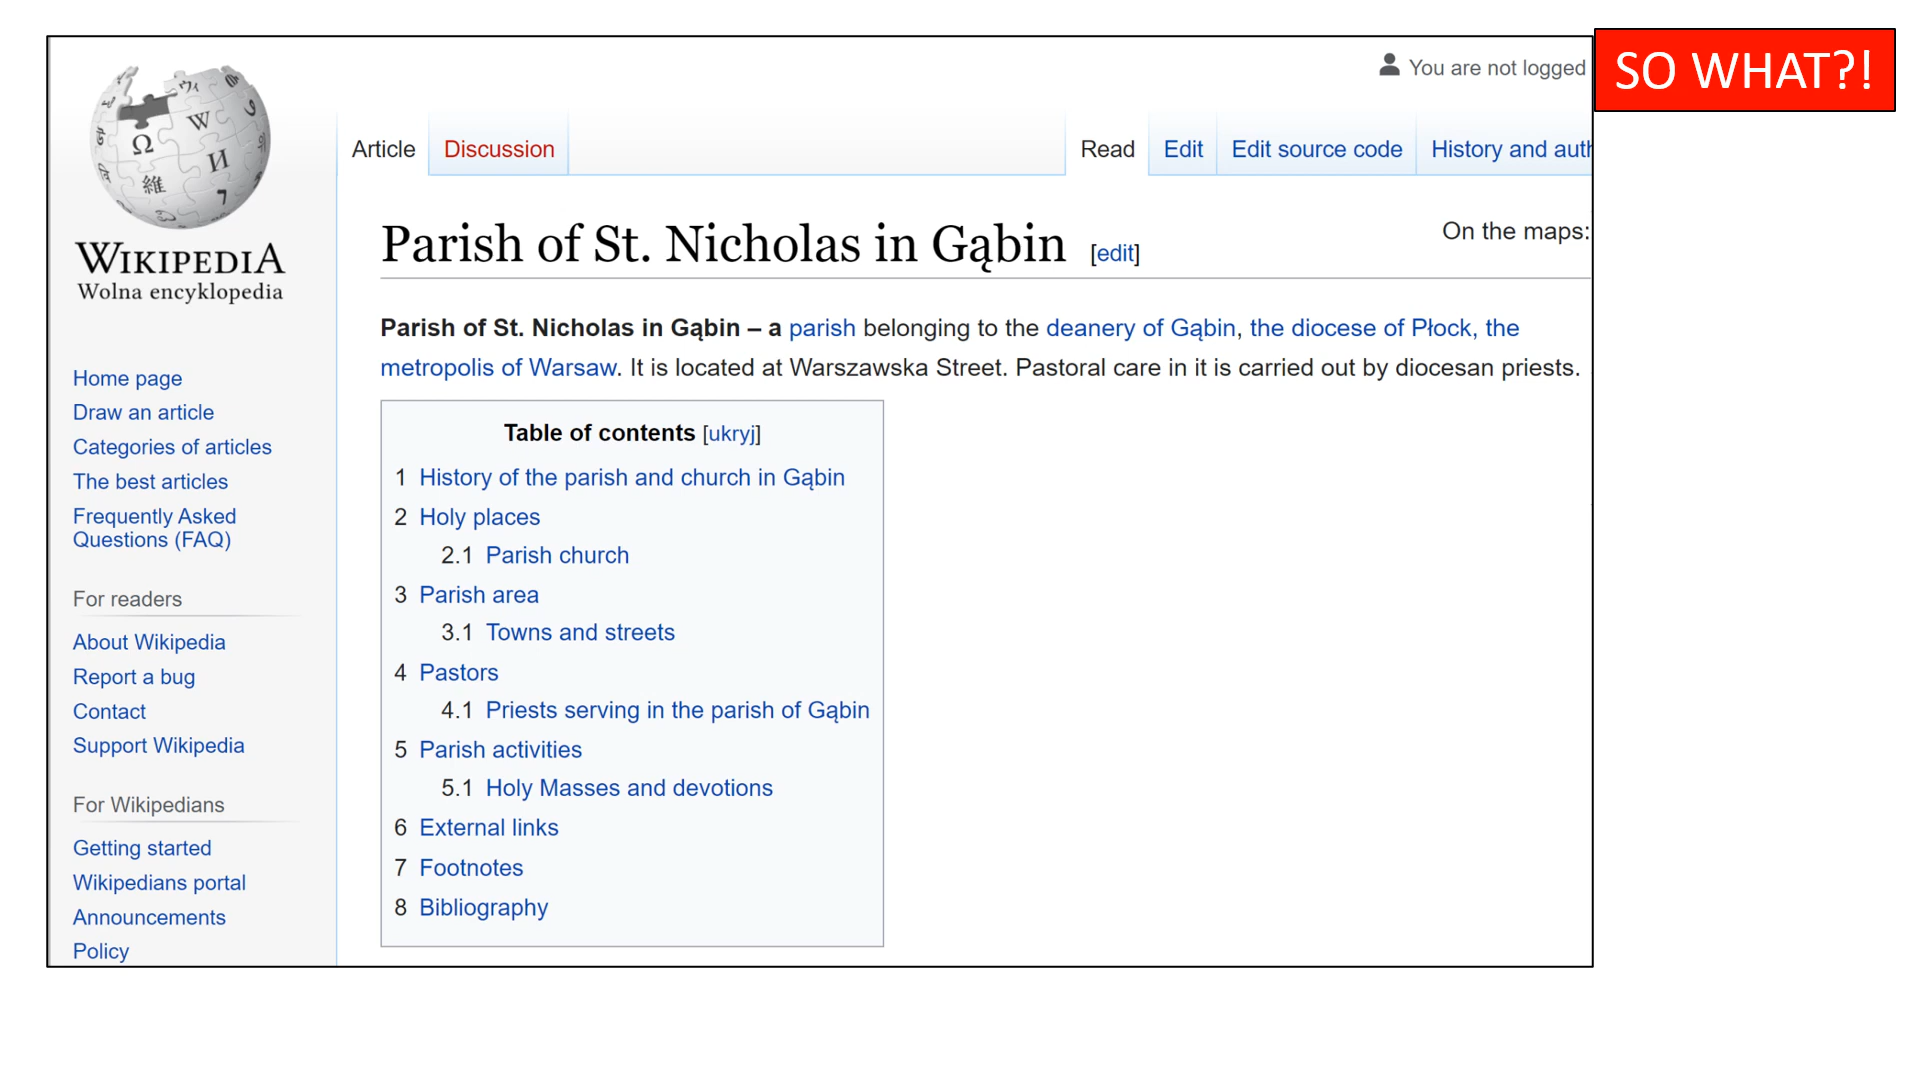 SO WHAT?!
You are not logged
Article Discussion Read Edit Edit source code History and auth
WIKIPEDIA
Wolna encyklopedia
Home page
Draw an article
Categories of articles
The best articles
Frequently Asked
Questions (FAQ)
For readers
About Wikipedia
Report a bug
Contact
Support Wikipedia
For Wikipedians
Getting started
Wikipedians portal
Announcements
Policy
Parish of St. Nicholas in Gąbin [edit]
On the maps:
Parish of St. Nicholas in Gąbin – a parish belonging to the deanery of Gąbin, the diocese of Płock, the
metropolis of Warsaw. It is located at Warszawska Street. Pastoral care in it is carried out by diocesan priests.
Table of contents [ukryj]
1 History of the parish and church in Gąbin
2 Holy places
2.1 Parish church
3 Parish area
3.1 Towns and streets
4 Pastors
4.1 Priests serving in the parish of Gąbin
5 Parish activities
5.1 Holy Masses and devotions
6 External links
7 Footnotes
8 Bibliography